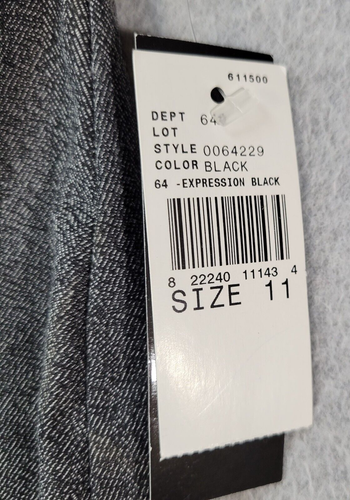 611500
DEPT 64
LOT
STYLE 0064229
COLOR BLACK
64 -EXPRESSION BLACK
8 22240 11143 4
SIZE 11